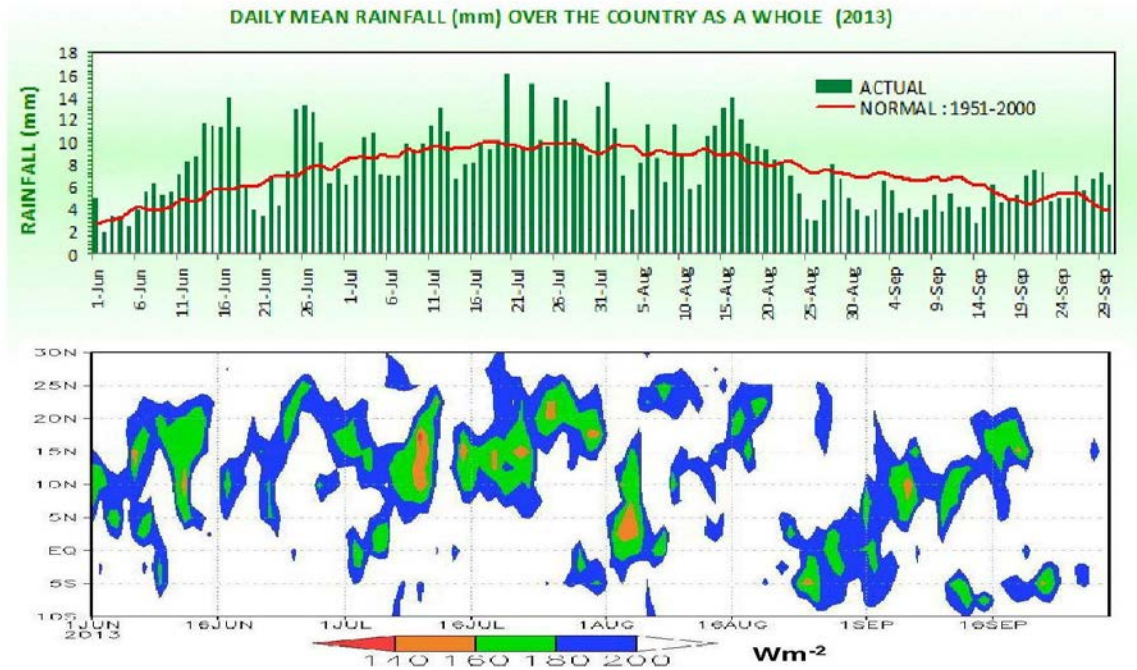 DAILY MEAN RAINFALL (mm) OVER THE COUNTRY AS A WHOLE (2013)
18
16
14
12
10
8
6
4
2
0
RAINFALL (mm)
ACTUAL
NORMAL : 1951-2000
1-Jun
6-Jun
11-Jun
16-Jun
21-Jun
26-Jun
1-Jul
6-Jul
11-Jul
16-Jul
21-Jul
26-Jul
31-Jul
5-Aug
10-Aug
15-Aug
20-Aug
25-Aug
30-Aug
4-Sep
9-Sep
14-Sep
19-Sep
24-Sep
29-Sep
30N
25N
20N
15N
10N
5N
EQ
5S
10S
1JUN 16JUN 1JUL 16JUL 1AUG 16AUG 1SEP 16SEP
2013
140 160 180 200
Wm-2